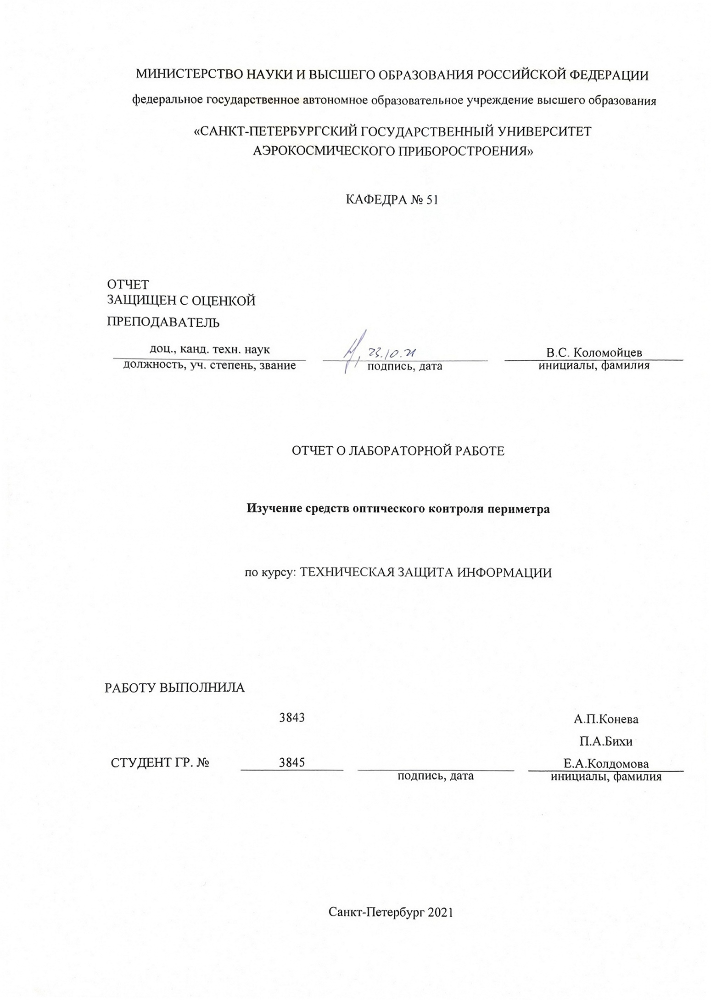 МИНИСТЕРСТВО НАУКИ И ВЫСШЕГО ОБРАЗОВАНИЯ РОССИЙСКОЙ ФЕДЕРАЦИИ
федеральное государственное автономное образовательное учреждение высшего образования
«САНКТ-ПЕТЕРБУРГСКИЙ ГОСУДАРСТВЕННЫЙ УНИВЕРСИТЕТ
АЭРОКОСМИЧЕСКОГО ПРИБОРОСТРОЕНИЯ»
КАФЕДРА № 51
ОТЧЕТ
ЗАЩИЩЕН С ОЦЕНКОЙ
ПРЕПОДАВАТЕЛЬ
доц., канд. техн. наук 23.10.21 В.С. Коломойцев
должность, уч. степень, звание подпись, дата инициалы, фамилия
ОТЧЕТ О ЛАБОРАТОРНОЙ РАБОТЕ
Изучение средств оптического контроля периметра
по курсу: ТЕХНИЧЕСКАЯ ЗАЩИТА ИНФОРМАЦИИ
РАБОТУ ВЫПОЛНИЛА
3843 А.П.Конева
П.А.Бихи
СТУДЕНТ ГР. № 3845 Е.А.Колдомова
подпись, дата инициалы, фамилия
Санкт-Петербург 2021